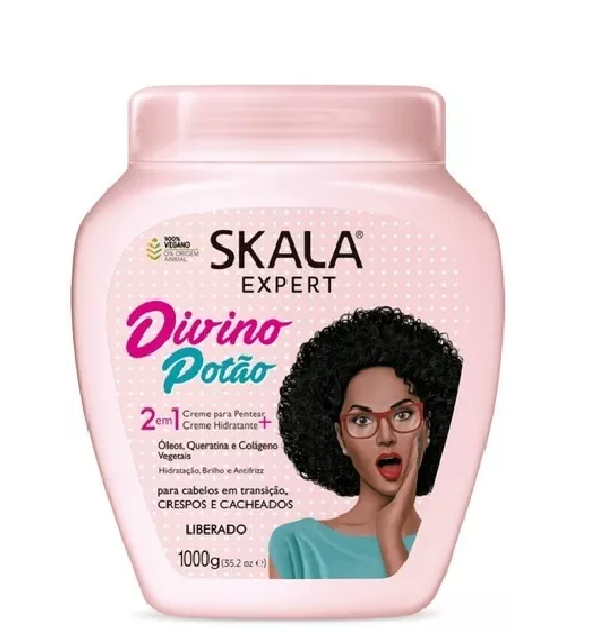 100%
VEGANO
0% ORIGEM
ANIMAL
SKALA®
EXPERT
Divino
Potão
2 em 1 Creme para Pentear +
Creme Hidratante
Óleos, Queratina e Colágeno
Vegetais
Hidratação, Brilho e Antifrizz
para cabelos em transição,
CRESPOS E CACHEADOS
LIBERADO
1000g (35.2 oz ℮)